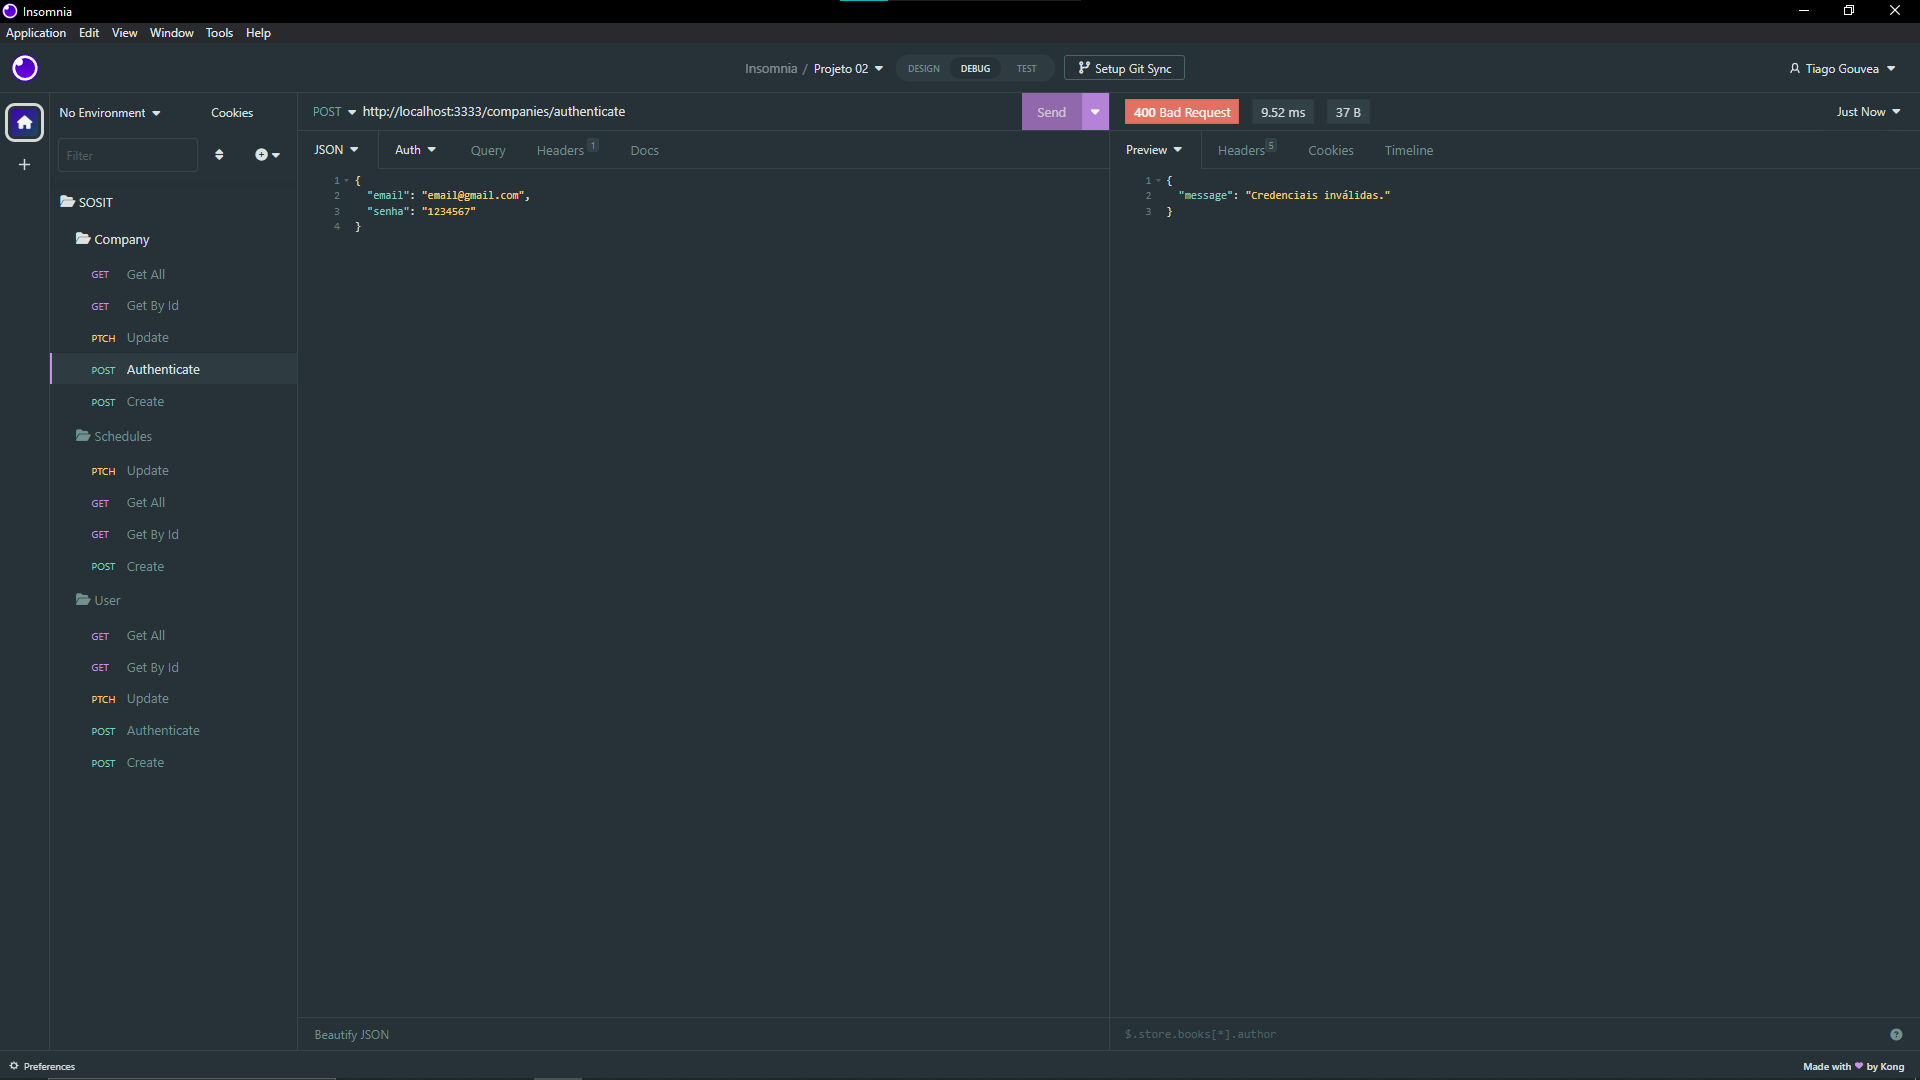 Insomnia
Application Edit View Window Tools Help
Insomnia / Projeto 02 DESIGN DEBUG TEST Setup Git Sync Tiago Gouvea
No Environment Cookies
Filter
SOSIT
Company
GET Get All
GET Get By Id
PTCH Update
POST Authenticate
POST Create
Schedules
PTCH Update
GET Get All
GET Get By Id
POST Create
User
GET Get All
GET Get By Id
PTCH Update
POST Authenticate
POST Create
POST http://localhost:3333/companies/authenticate Send
JSON Auth Query Headers 1 Docs
1 {
2 "email": "email@gmail.com",
3 "senha": "1234567"
4 }
Beautify JSON
400 Bad Request 9.52 ms 37 B Just Now
Preview Headers 5 Cookies Timeline
1 {
2 "message": "Credenciais inválidas."
3 }
$.store.books[*].author ?
Preferences Made with ♥ by Kong